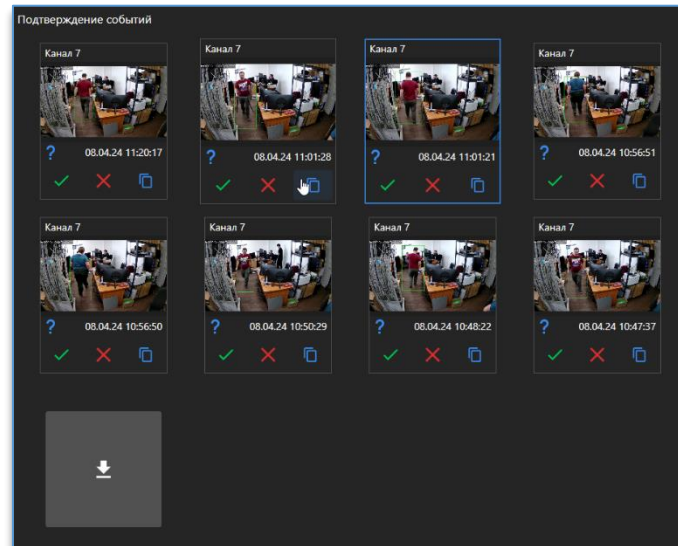 Подтверждение событий
Канал 7
Канал 7
Канал 7
Канал 7
? 08.04.24 11:20:17
? 08.04.24 11:01:28
? 08.04.24 11:01:21
? 08.04.24 10:56:51
Канал 7
Канал 7
Канал 7
Канал 7
? 08.04.24 10:56:50
? 08.04.24 10:50:29
? 08.04.24 10:48:22
? 08.04.24 10:47:37